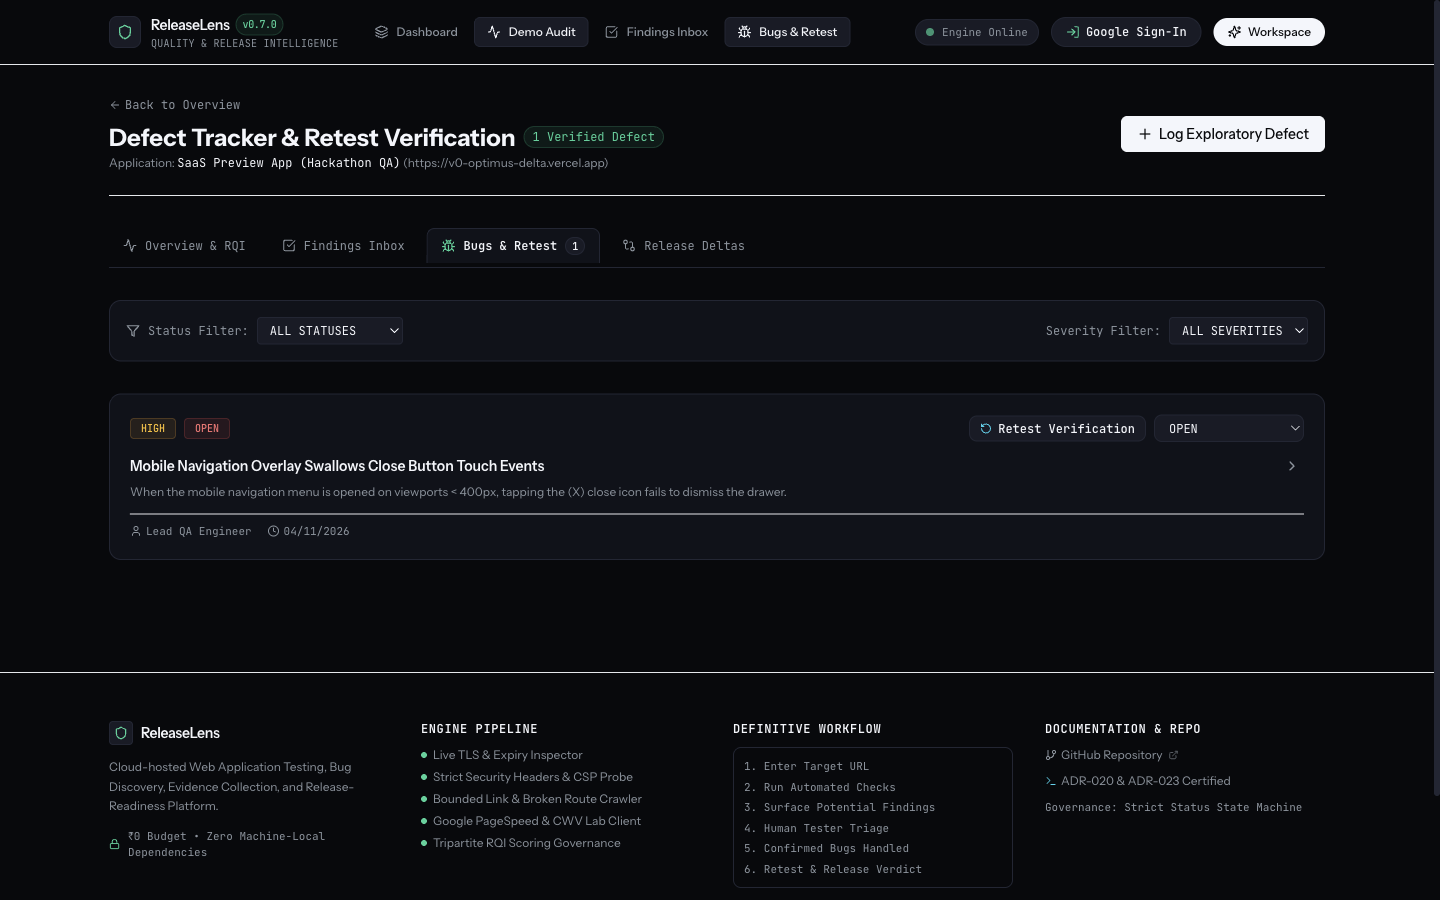 ReleaseLens v0.7.0
QUALITY & RELEASE INTELLIGENCE
Dashboard
Demo Audit
Findings Inbox
Bugs & Retest
Engine Online
Google Sign-In
Workspace
Back to Overview
Defect Tracker & Retest Verification
1 Verified Defect
Application: SaaS Preview App (Hackathon QA) (https://v0-optimus-delta.vercel.app)
Log Exploratory Defect
Overview & RQI
Findings Inbox
Bugs & Retest 1
Release Deltas
Status Filter: ALL STATUSES
Severity Filter: ALL SEVERITIES
HIGH
OPEN
Retest Verification
OPEN
Mobile Navigation Overlay Swallows Close Button Touch Events
When the mobile navigation menu is opened on viewports < 400px, tapping the (X) close icon fails to dismiss the drawer.
Lead QA Engineer
04/11/2026
ReleaseLens
Cloud-hosted Web Application Testing, Bug
Discovery, Evidence Collection, and Release-
Readiness Platform.
₹0 Budget • Zero Machine-Local
Dependencies
ENGINE PIPELINE
Live TLS & Expiry Inspector
Strict Security Headers & CSP Probe
Bounded Link & Broken Route Crawler
Google PageSpeed & CWV Lab Client
Tripartite RQI Scoring Governance
DEFINITIVE WORKFLOW
1. Enter Target URL
2. Run Automated Checks
3. Surface Potential Findings
4. Human Tester Triage
5. Confirmed Bugs Handled
6. Retest & Release Verdict
DOCUMENTATION & REPO
GitHub Repository
ADR-020 & ADR-023 Certified
Governance: Strict Status State Machine